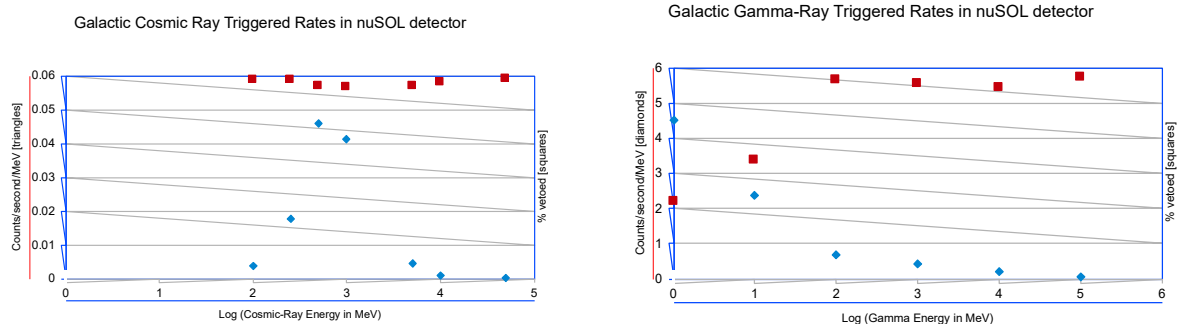 Galactic Cosmic Ray Triggered Rates in nuSOL detector
0.06
0.05
0.04
0.03
0.02
0.01
0
Counts/second/MeV [triangles]
% vetoed [squares]
0 1 2 3 4 5
Log (Cosmic-Ray Energy in MeV)
Galactic Gamma-Ray Triggered Rates in nuSOL detector
6
5
4
3
2
1
0
Counts/second/MeV [diamonds]
% vetoed [squares]
0 1 2 3 4 5 6
Log (Gamma Energy in MeV)